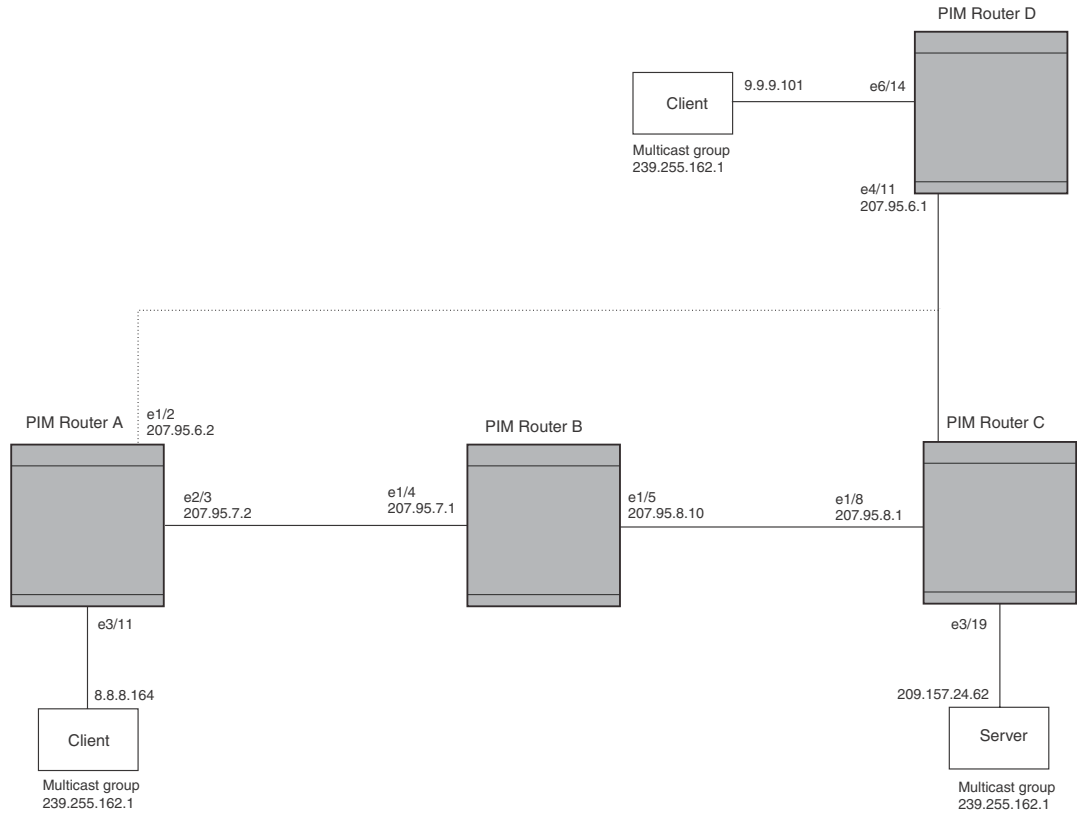 PIM Router D
9.9.9.101
e6/14
Client
Multicast group
239.255.162.1
e4/11
207.95.6.1
PIM Router A
e1/2
207.95.6.2
PIM Router B
PIM Router C
e2/3
207.95.7.2
e1/4
207.95.7.1
e1/5
207.95.8.10
e1/8
207.95.8.1
e3/11
e3/19
8.8.8.164
209.157.24.62
Client
Server
Multicast group
239.255.162.1
Multicast group
239.255.162.1